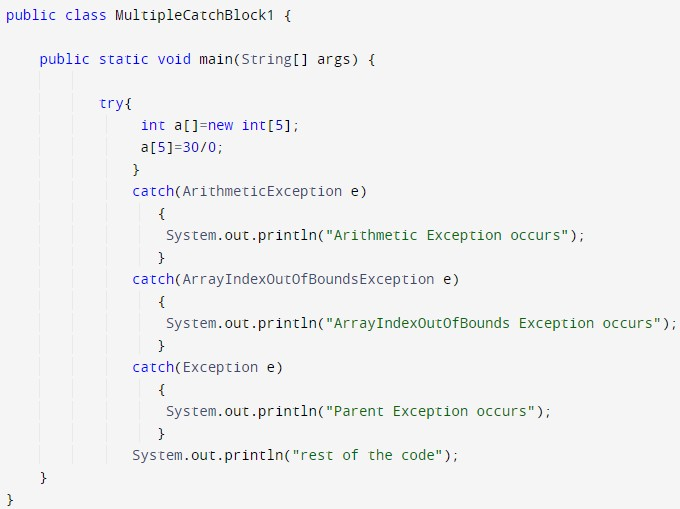 public class MultipleCatchBlock1 {
public static void main(String[] args) {
try{
int a[]=new int[5];
a[5]=30/0;
}
catch(ArithmeticException e)
{
System.out.println("Arithmetic Exception occurs");
}
catch(ArrayIndexOutOfBoundsException e)
{
System.out.println("ArrayIndexOutOfBounds Exception occurs");
}
catch(Exception e)
{
System.out.println("Parent Exception occurs");
}
System.out.println("rest of the code");
}
}